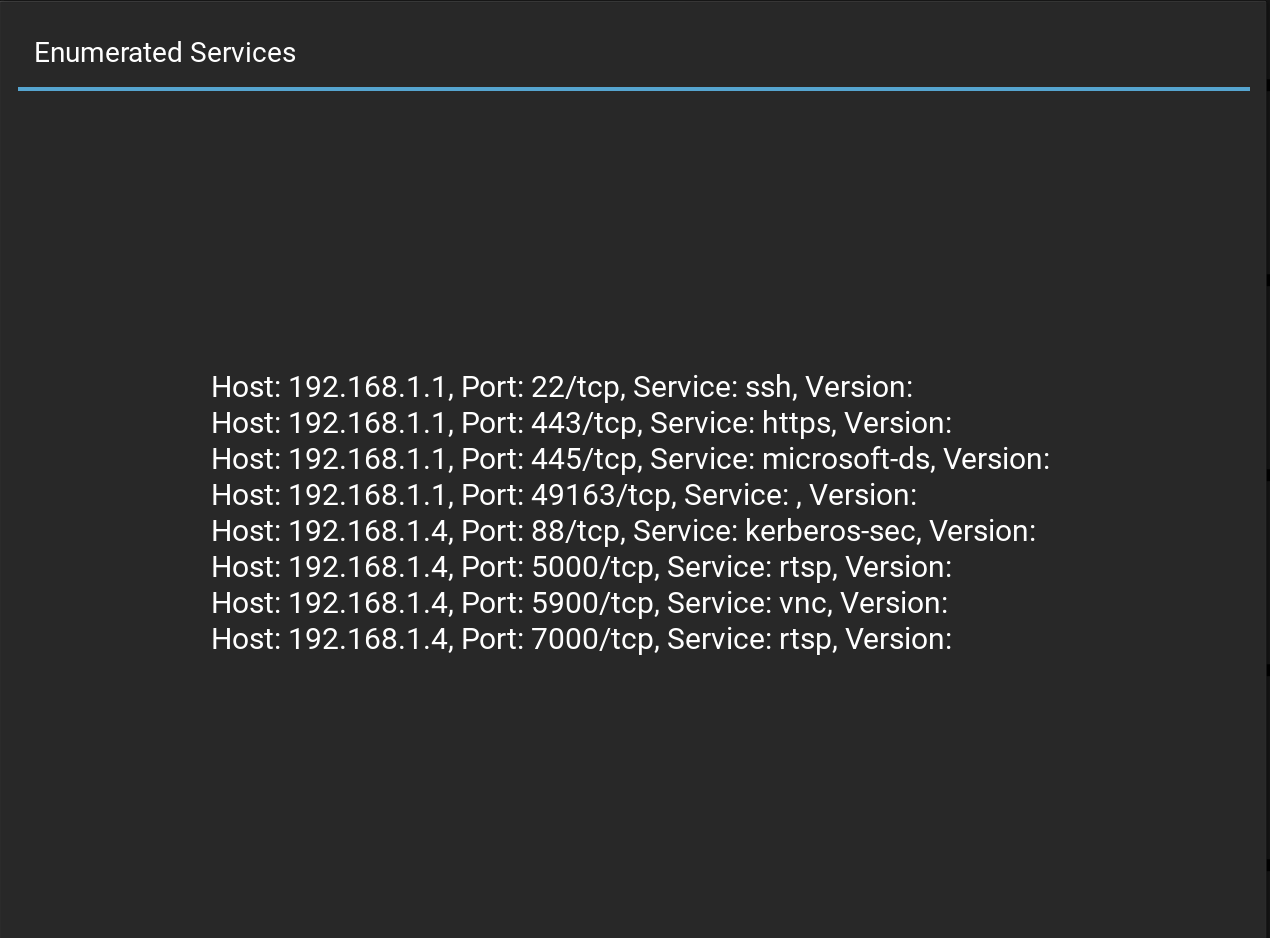 Enumerated Services
Host: 192.168.1.1, Port: 22/tcp, Service: ssh, Version:
Host: 192.168.1.1, Port: 443/tcp, Service: https, Version:
Host: 192.168.1.1, Port: 445/tcp, Service: microsoft-ds, Version:
Host: 192.168.1.1, Port: 49163/tcp, Service: , Version:
Host: 192.168.1.4, Port: 88/tcp, Service: kerberos-sec, Version:
Host: 192.168.1.4, Port: 5000/tcp, Service: rtsp, Version:
Host: 192.168.1.4, Port: 5900/tcp, Service: vnc, Version:
Host: 192.168.1.4, Port: 7000/tcp, Service: rtsp, Version: